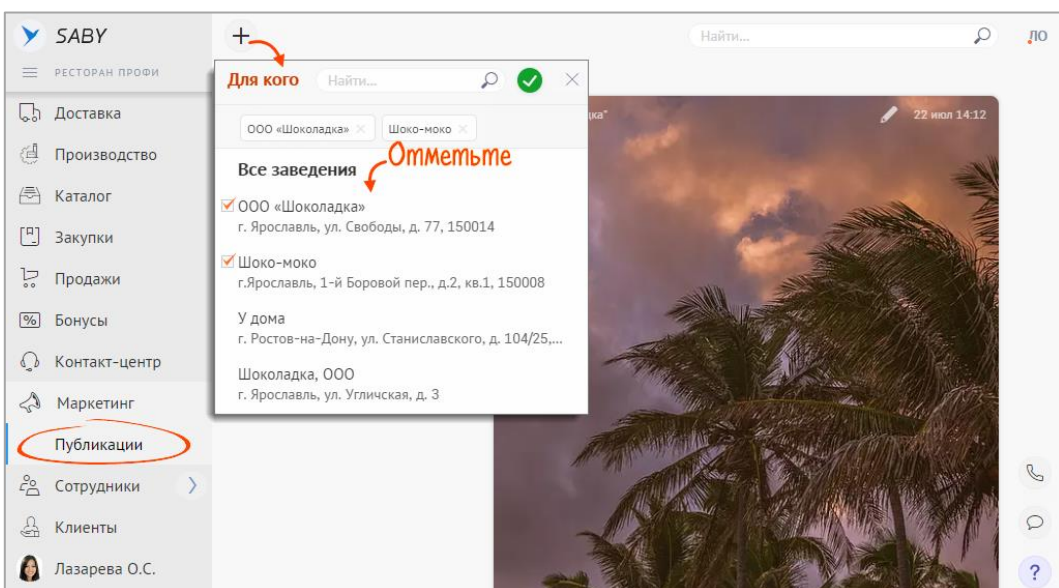 SABY
РЕСТОРАН ПРОФИ
Доставка
Производство
Каталог
Закупки
Продажи
Бонусы
Контакт-центр
Маркетинг
Публикации
Сотрудники
Клиенты
Лазарева О.С.
+
Найти...
ЛО
Для кого
Найти...
ООО «Шоколадка» ×
Шоко-моко ×
Отметьте
Все заведения
ООО «Шоколадка»
г. Ярославль, ул. Свободы, д. 77, 150014
Шоко-моко
г.Ярославль, 1-й Боровой пер., д.2, кв.1, 150008
У дома
г. Ростов-на-Дону, ул. Станиславского, д. 104/25,...
Шоколадка, ООО
г. Ярославль, ул. Угличская, д. 3
22 июл 14:12
?